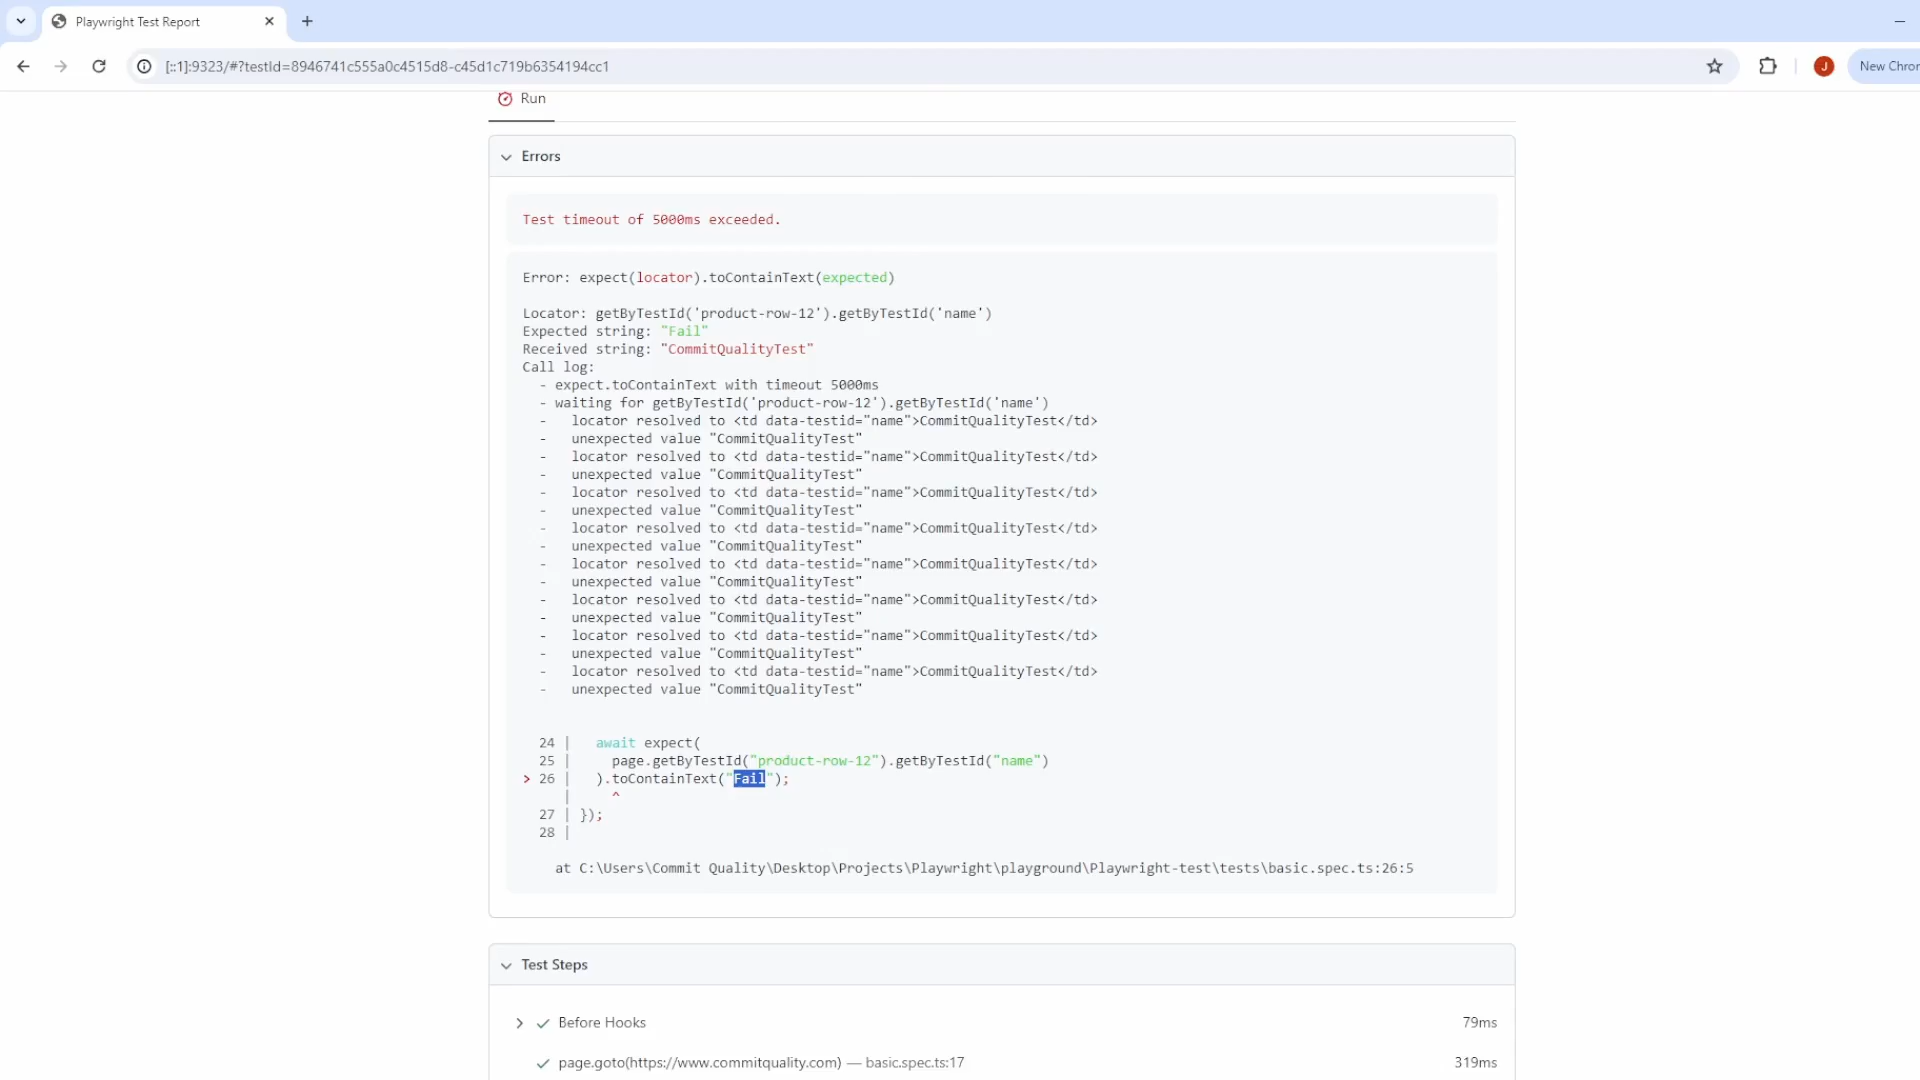 Playwright Test Report
[::1]:9323/#?testId=8946741c555a0c4515d8-c45d1c719b6354194cc1
J
New Chror
Run
Errors
Test timeout of 5000ms exceeded.
Error: expect(locator).toContainText(expected)
Locator: getByTestId('product-row-12').getByTestId('name')
Expected string: "Fail"
Received string: "CommitQualityTest"
Call log:
- expect.toContainText with timeout 5000ms
- waiting for getByTestId('product-row-12').getByTestId('name')
-   locator resolved to <td data-testid="name">CommitQualityTest</td>
-   unexpected value "CommitQualityTest"
-   locator resolved to <td data-testid="name">CommitQualityTest</td>
-   unexpected value "CommitQualityTest"
-   locator resolved to <td data-testid="name">CommitQualityTest</td>
-   unexpected value "CommitQualityTest"
-   locator resolved to <td data-testid="name">CommitQualityTest</td>
-   unexpected value "CommitQualityTest"
-   locator resolved to <td data-testid="name">CommitQualityTest</td>
-   unexpected value "CommitQualityTest"
-   locator resolved to <td data-testid="name">CommitQualityTest</td>
-   unexpected value "CommitQualityTest"
-   locator resolved to <td data-testid="name">CommitQualityTest</td>
-   unexpected value "CommitQualityTest"
-   locator resolved to <td data-testid="name">CommitQualityTest</td>
-   unexpected value "CommitQualityTest"
24 |   await expect(
25 |     page.getByTestId("product-row-12").getByTestId("name")
> 26 |   ).toContainText("Fail");
|     ^
27 | });
28 |
at C:\Users\Commit Quality\Desktop\Projects\Playwright\playground\Playwright-test\tests\basic.spec.ts:26:5
Test Steps
Before Hooks 79ms
page.goto(https://www.commitquality.com) — basic.spec.ts:17 319ms